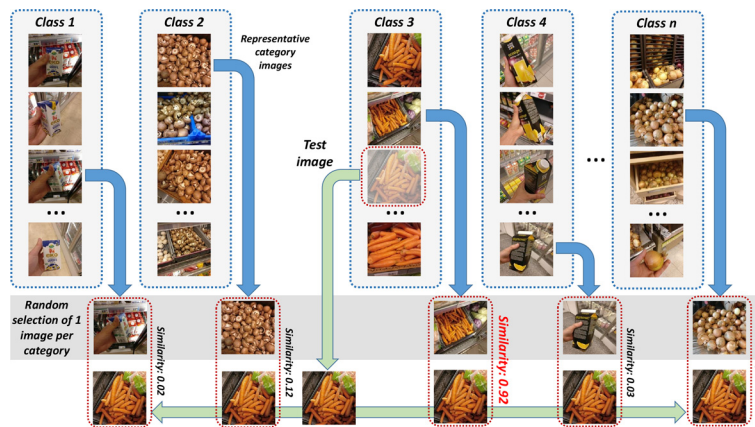 Class 1
Class 2
Class 3
Class 4
Class n
Representative
category
images
Test
image
...
...
...
...
...
...
Random
selection of 1
image per
category
Similarity: 0.02
Similarity: 0.12
Similarity: 0.92
Similarity: 0.03